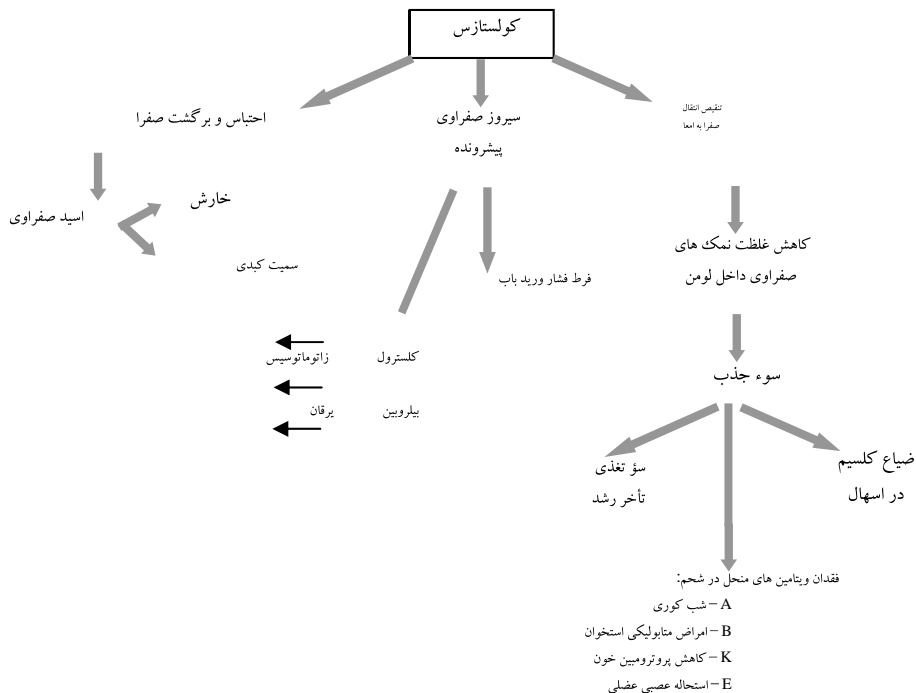 کولستازس
تنقیص انتقال
صفرا به امعا
سیروز صفراوی
پیشرونده
احتباس و برگشت صفرا
خارش
اسید صفراوی
سمیت کبدی
کاهش غلظت نمک های
صفراوی داخل لومن
فرط فشار ورید باب
کلسترول زاتوماتوسیس
بیلروبین یرقان
سوء جذب
ضیاع کلسیم
در اسهال
سؤ تغذی
تأخر رشد
فقدان ویتامین های منحل در شحم:
A – شب کوری
B – امراض متابولیکی استخوان
K – کاهش پروترومبین خون
E – استحاله عصبی عضلی